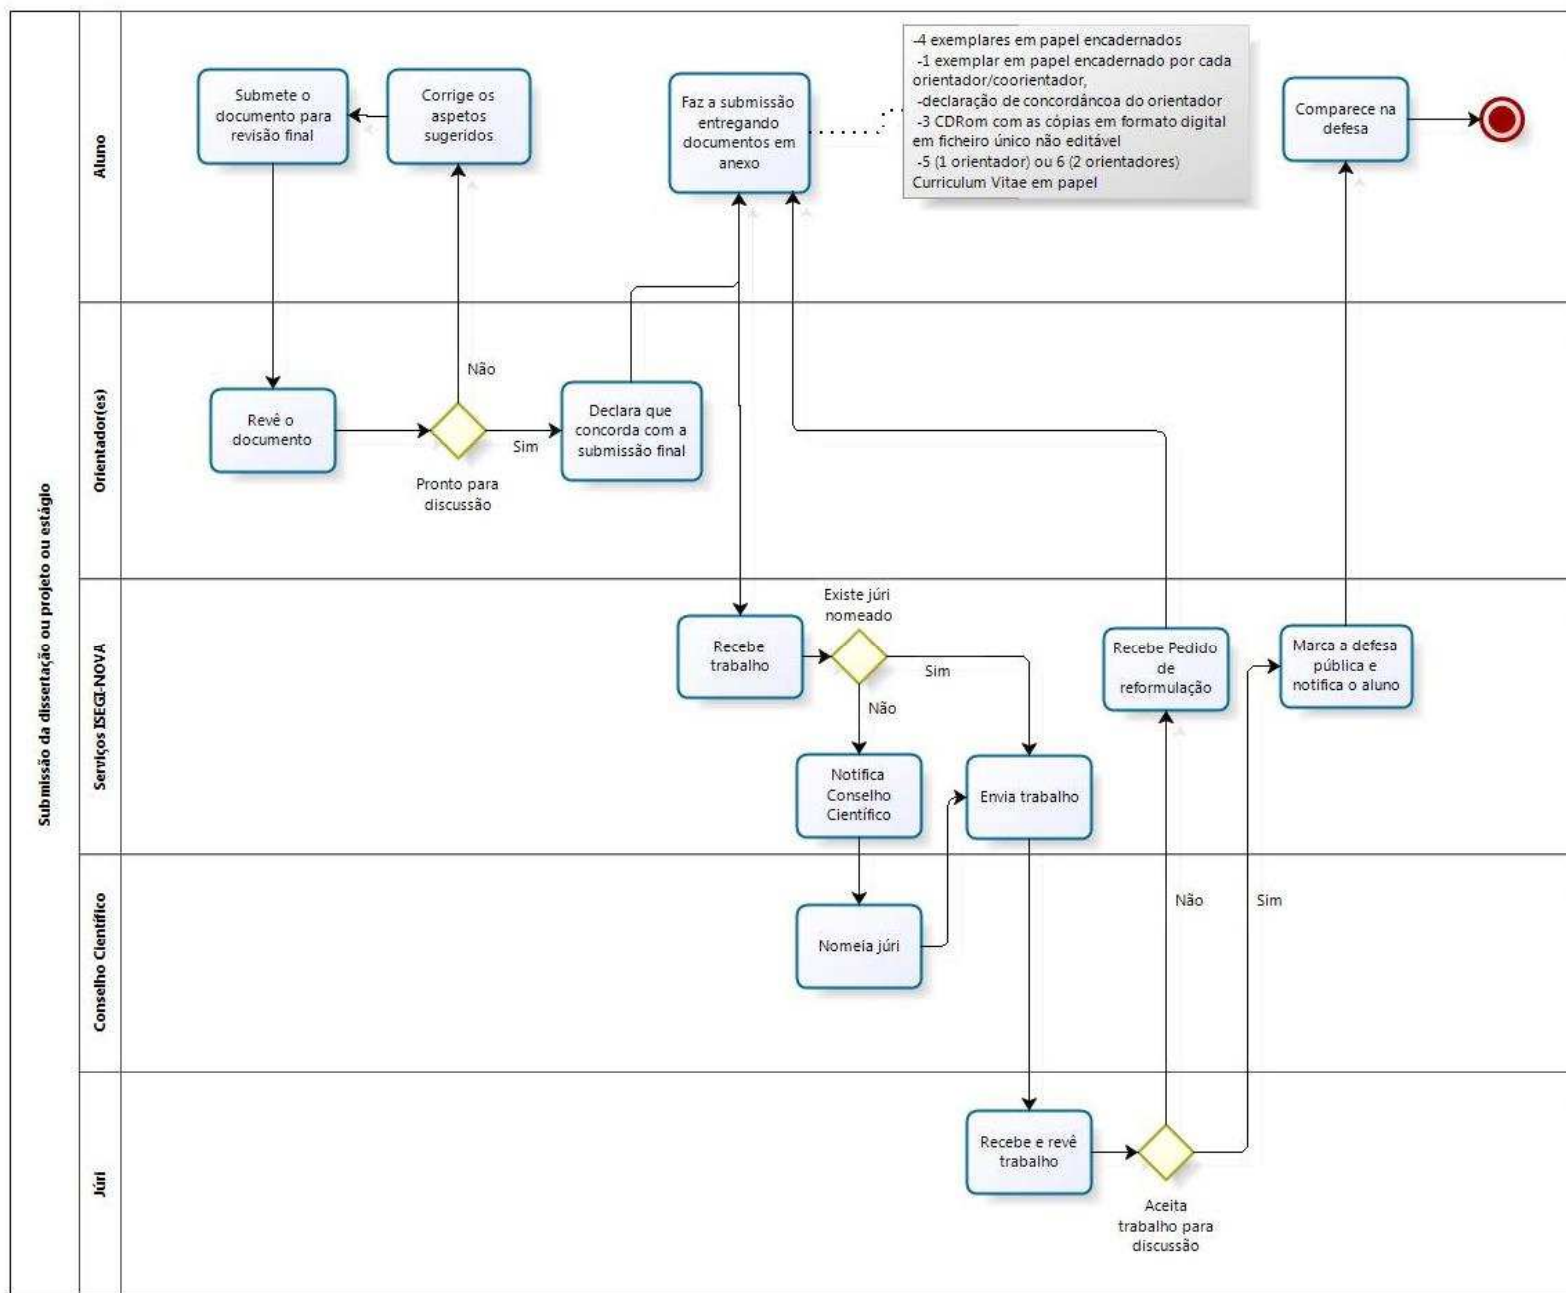 Submissão da dissertação ou projeto ou estágio
Aluno
Submete o
documento para
revisão final
Corrige os
aspetos
sugeridos
Faz a submissão
entregando
documentos em
anexo
-4 exemplares em papel encadernados
-1 exemplar em papel encadernado por cada
orientador/coorientador,
-declaração de concordâncoa do orientador
-3 CDRom com as cópias em formato digital
em ficheiro único não editável
-5 (1 orientador) ou 6 (2 orientadores)
Curriculum Vitae em papel
Comparece na
defesa
Orientador(es)
Revê o
documento
Não
Sim
Pronto para
discussão
Declara que
concorda com a
submissão final
Serviços ISEGI-NOVA
Recebe
trabalho
Existe júri
nomeado
Sim
Não
Notifica
Conselho
Científico
Envia trabalho
Recebe Pedido
de
reformulação
Marca a defesa
pública e
notifica o aluno
Conselho Científico
Nomeia júri
Não
Sim
Júri
Recebe e revê
trabalho
Aceita
trabalho para
discussão